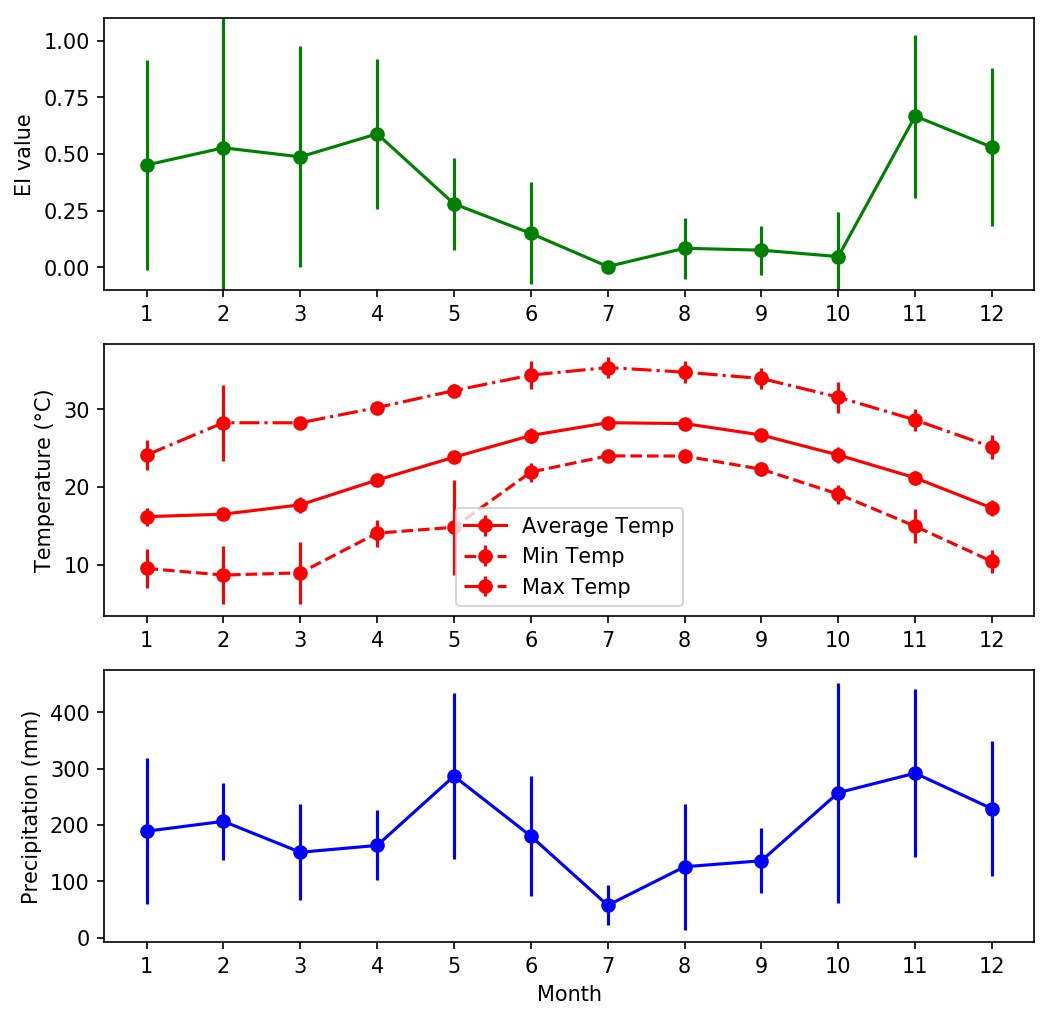 1.00
0.75
0.50
0.25
0.00
EI value
1 2 3 4 5 6 7 8 9 10 11 12
30
20
10
Temperature (°C)
Average Temp
Min Temp
Max Temp
1 2 3 4 5 6 7 8 9 10 11 12
400
300
200
100
0
Precipitation (mm)
1 2 3 4 5 6 7 8 9 10 11 12
Month